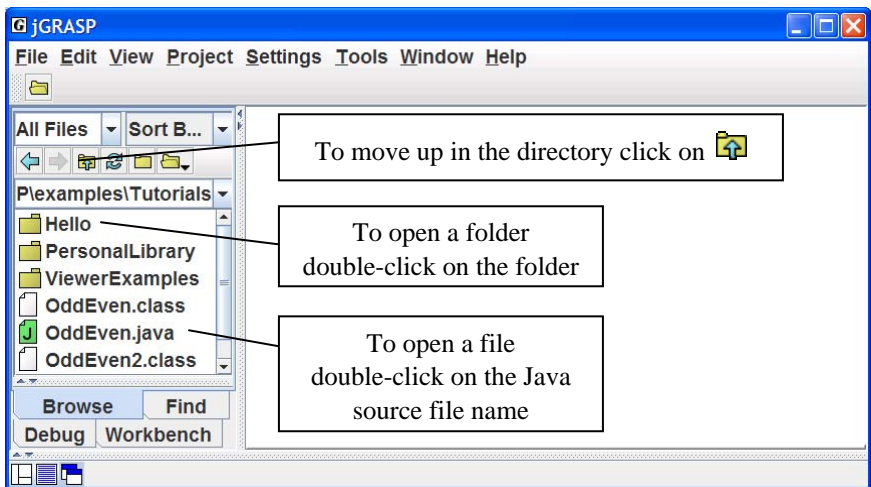 jGRASP
File Edit View Project Settings Tools Window Help
All Files Sort B...
P\examples\Tutorials
Hello
PersonalLibrary
ViewerExamples
OddEven.class
OddEven.java
OddEven2.class
Browse Find
Debug Workbench
To move up in the directory click on
To open a folder
double-click on the folder
To open a file
double-click on the Java
source file name